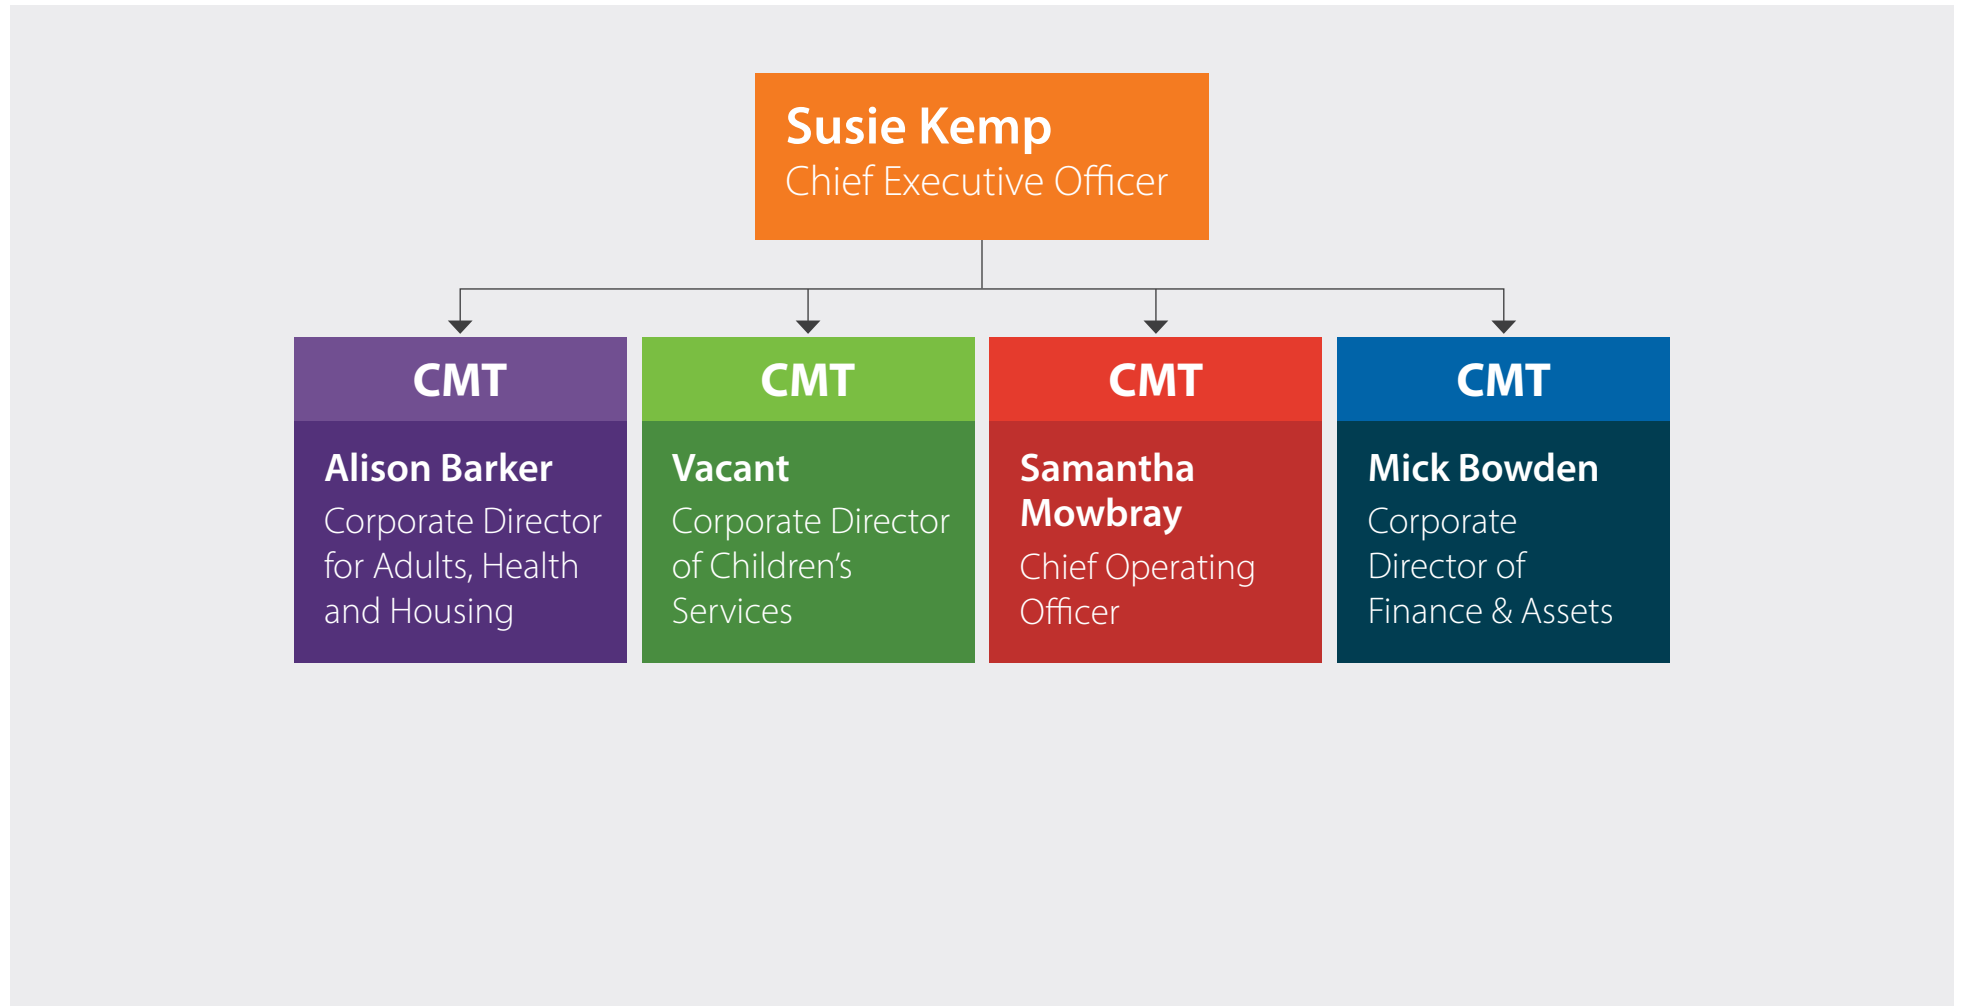 Susie Kemp
Chief Executive Officer
CMT
Alison Barker
Corporate Director
for Adults, Health
and Housing
CMT
Vacant
Corporate Director
of Children’s
Services
CMT
Samantha
Mowbray
Chief Operating
Officer
CMT
Mick Bowden
Corporate
Director of
Finance & Assets